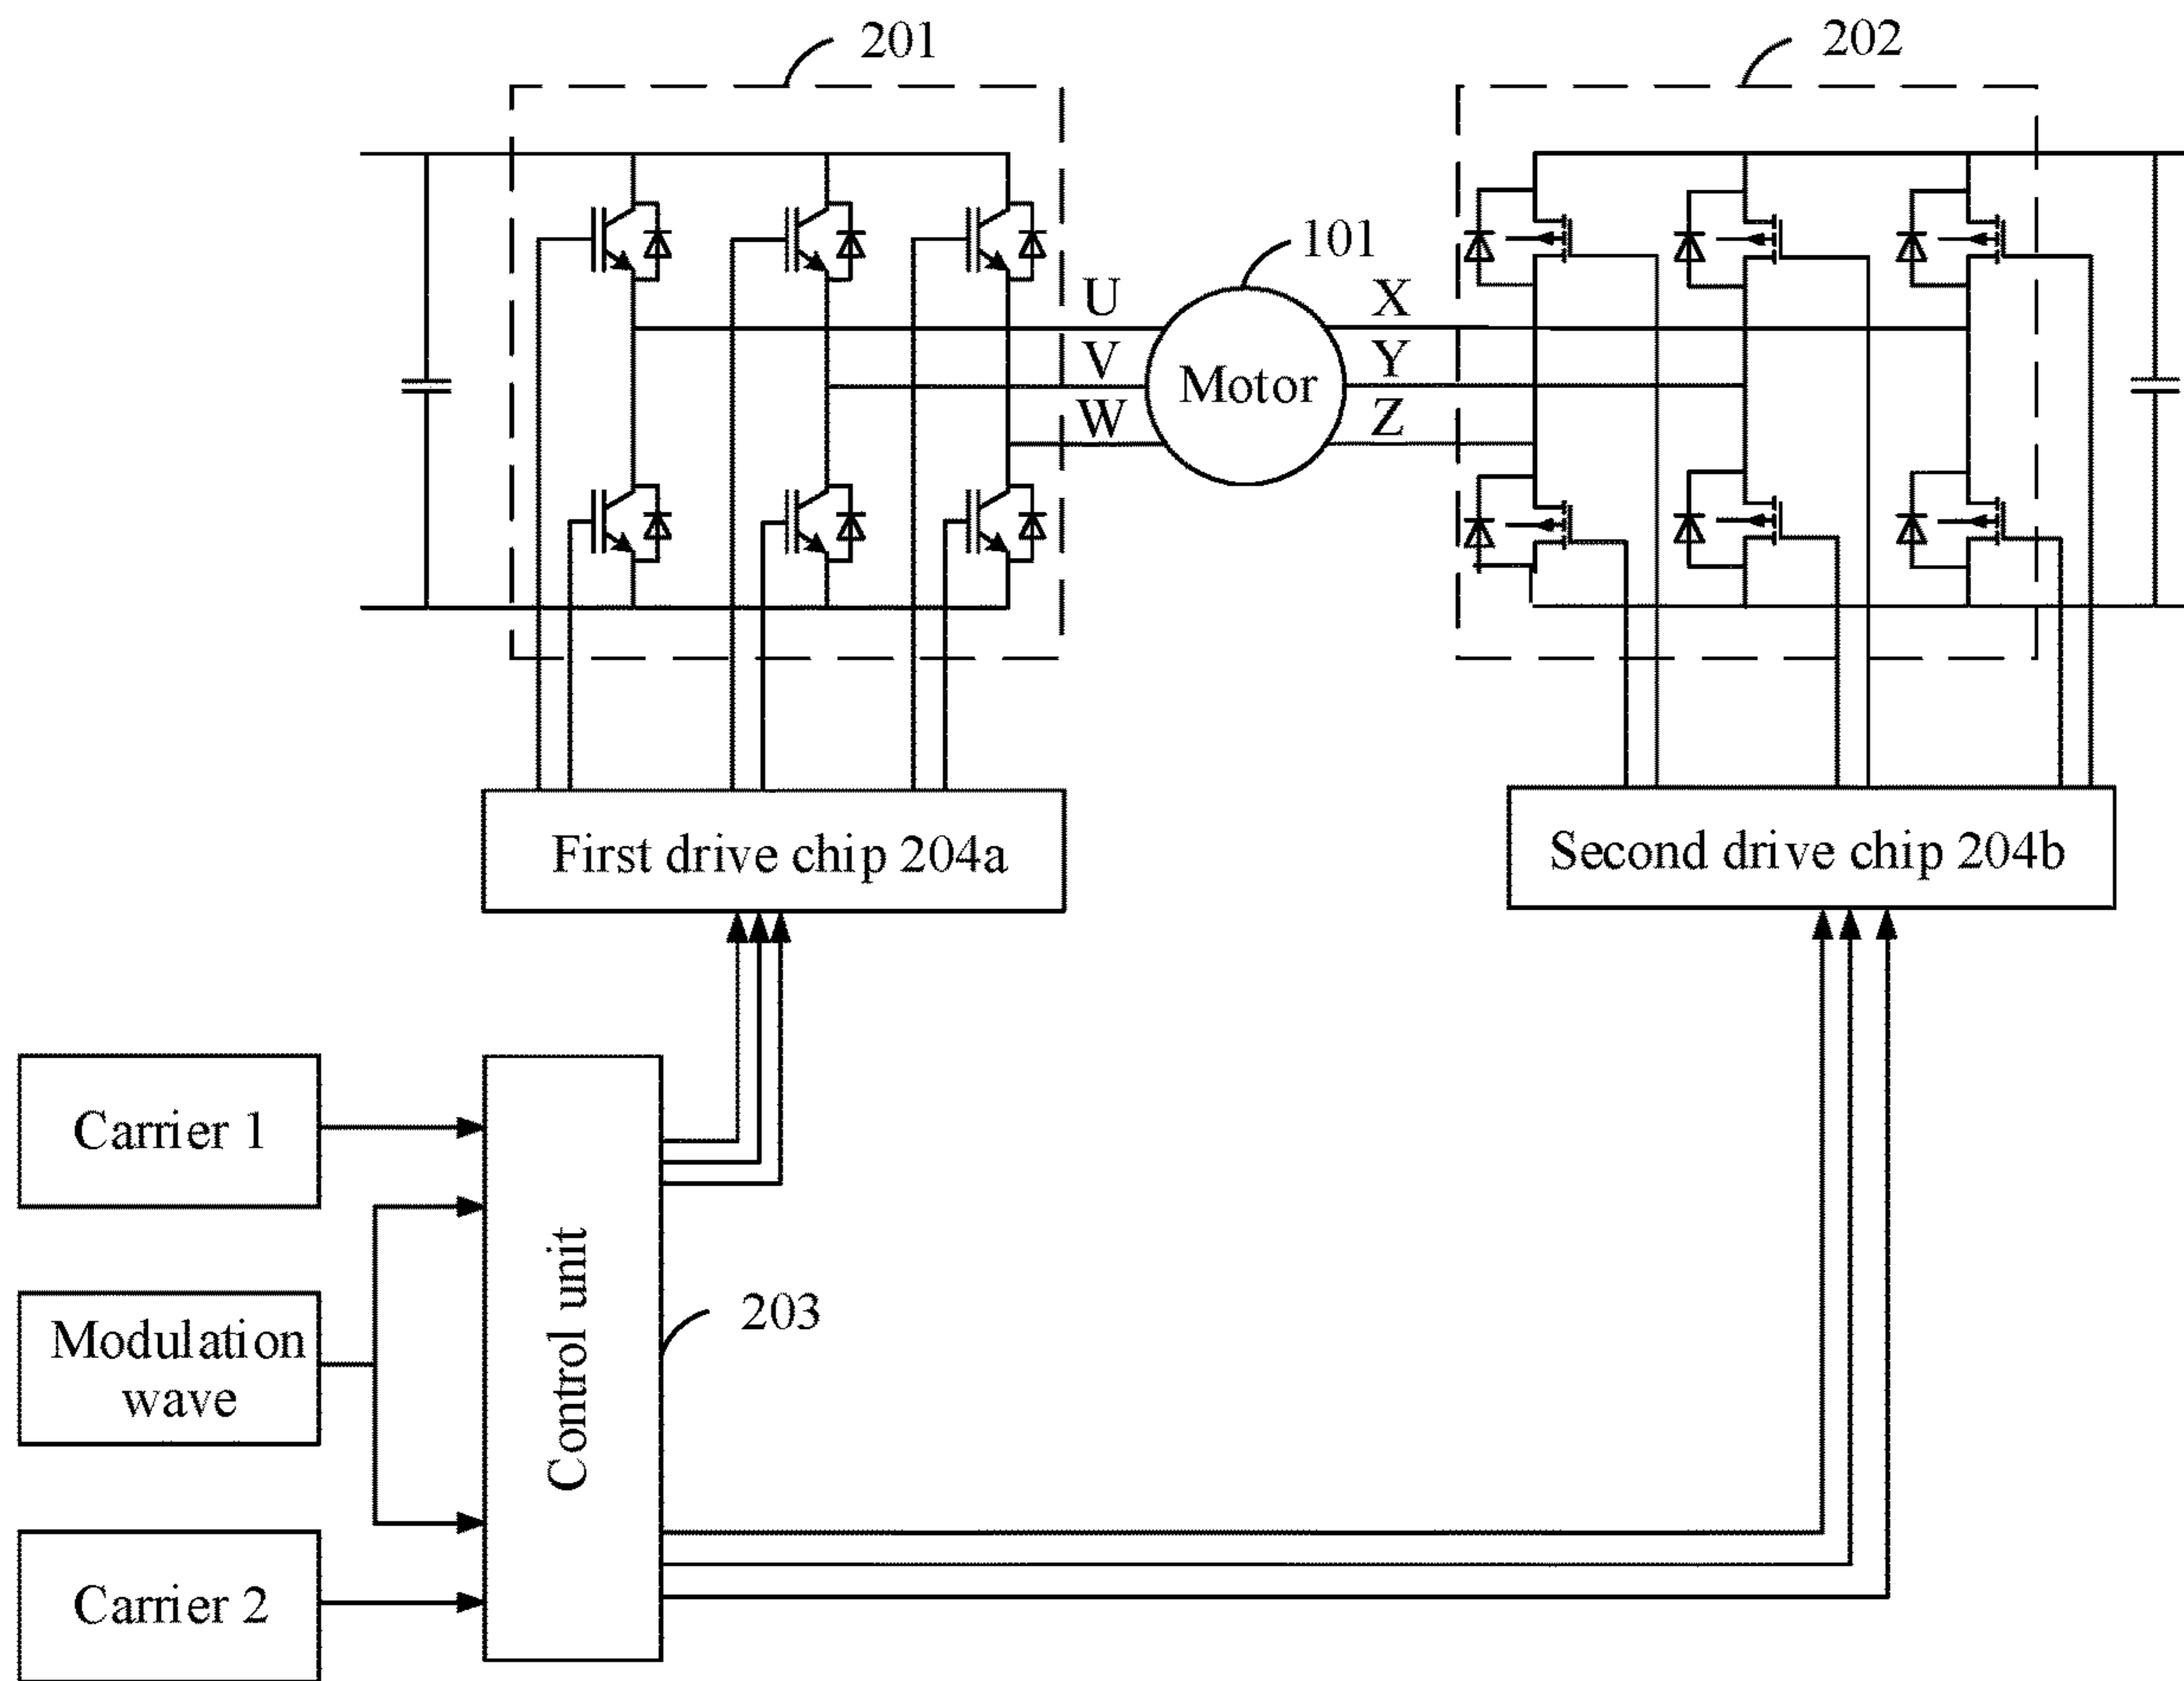 201
202
101
U
X
V
Y
Motor
W
Z
First drive chip 204a
Second drive chip 204b
Carrier 1
Control unit
203
Modulation
wave
Carrier 2